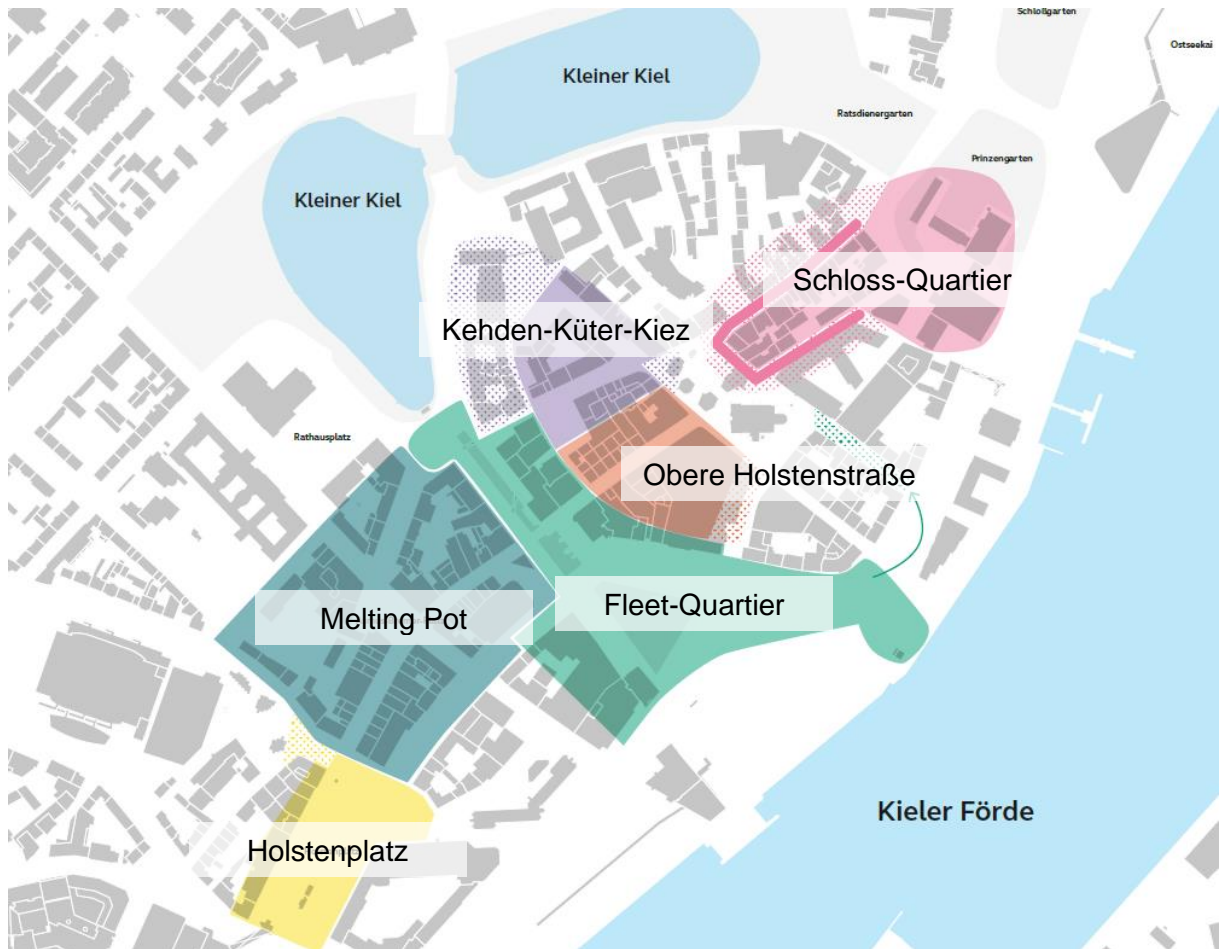 Schloßgarten
Ostseekai
Kleiner Kiel
Ratsdienergarten
Prinzengarten
Kleiner Kiel
Schloss-Quartier
Kehden-Küter-Kiez
Rathausplatz
Obere Holstenstraße
Melting Pot
Fleet-Quartier
Kieler Förde
Holstenplatz